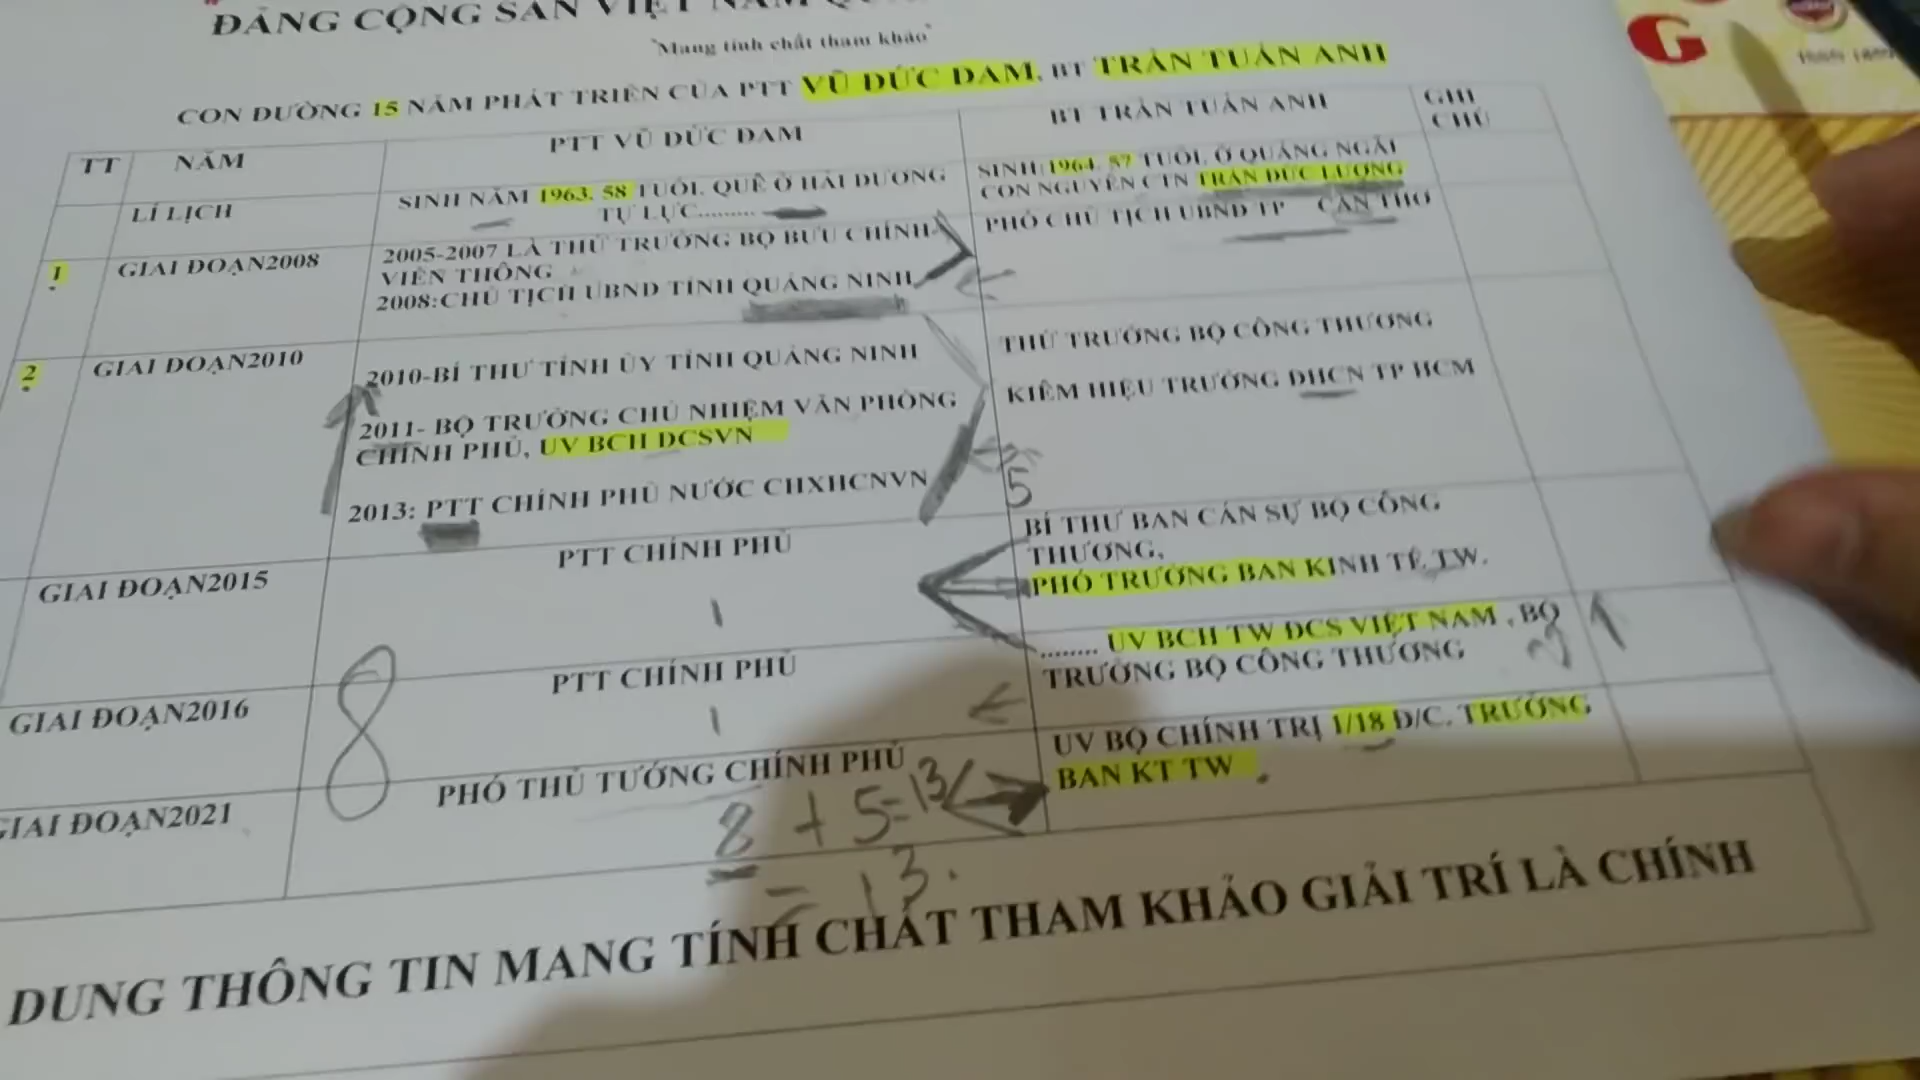 ĐẢNG CỘNG SẢN VIỆT NAM
"Mang tính chất tham khảo"
CON ĐƯỜNG 15 NĂM PHÁT TRIỂN CỦA PTT VŨ ĐỨC ĐAM, BT TRẦN TUẤN ANH
TT NĂM PTT VŨ ĐỨC ĐAM BT TRẦN TUẤN ANH GHI CHÚ
LÍ LỊCH
SINH NĂM 1963. 58 TUỔI. QUÊ Ở HẢI DƯƠNG
TỰ LỰC.........
SINH: 1964. 57 TUỔI. Ở QUẢNG NGÃI
CON NGUYÊN CTN TRẦN ĐỨC LƯƠNG
1 GIAI ĐOẠN2008
2005-2007 LÀ THỨ TRƯỞNG BỘ BƯU CHÍNH-
VIỄN THÔNG
2008:CHỦ TỊCH UBND TỈNH QUẢNG NINH
PHÓ CHỦ TỊCH UBND TP CẦN THƠ
2 GIAI ĐOẠN2010
2010-BÍ THƯ TỈNH ỦY TỈNH QUẢNG NINH
2011- BỘ TRƯỞNG CHỦ NHIỆM VĂN PHÒNG
CHÍNH PHỦ, UV BCH ĐCSVN
2013: PTT CHÍNH PHỦ NƯỚC CHXHCNVN
THỨ TRƯỞNG BỘ CÔNG THƯƠNG
KIÊM HIỆU TRƯỞNG ĐHCN TP HCM
5
GIAI ĐOẠN2015
PTT CHÍNH PHỦ
BÍ THƯ BAN CÁN SỰ BỘ CÔNG
THƯƠNG,
PHÓ TRƯỞNG BAN KINH TẾ TW.
GIAI ĐOẠN2016
PTT CHÍNH PHỦ
........ UV BCH TW ĐCS VIỆT NAM , BỘ
TRƯỞNG BỘ CÔNG THƯƠNG
8
GIAI ĐOẠN2021
PHÓ THỦ TƯỚNG CHÍNH PHỦ
UV BỘ CHÍNH TRỊ 1/18 Đ/C. TRƯỞNG
BAN KT TW
8 + 5=13
= 13.
DUNG THÔNG TIN MANG TÍNH CHẤT THAM KHẢO GIẢI TRÍ LÀ CHÍNH
G